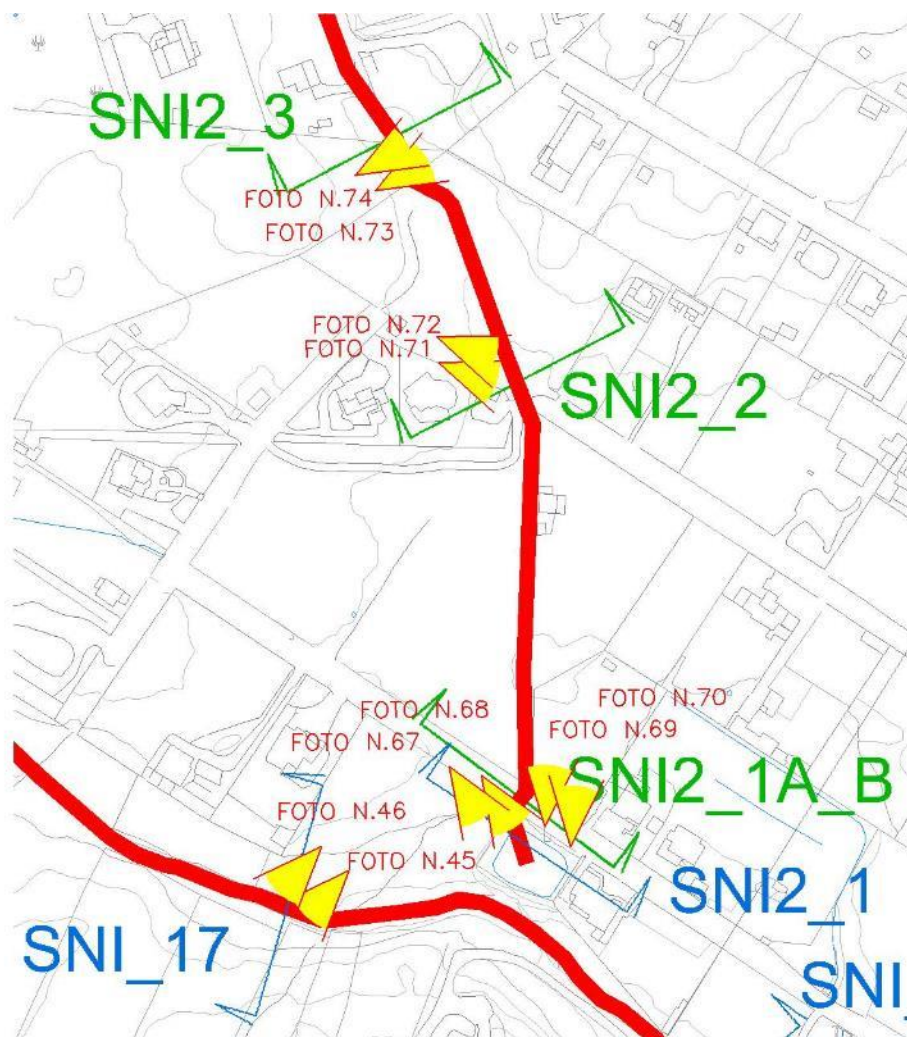 SNI2_3
FOTO N.74
FOTO N.73
FOTO N.72
FOTO N.71
SNI2_2
FOTO N.68
FOTO N.70
FOTO N.69
FOTO N.67
SNI2_1A_B
FOTO N.46
FOTO N.45
SNI2_1
SNI_17
SNI_